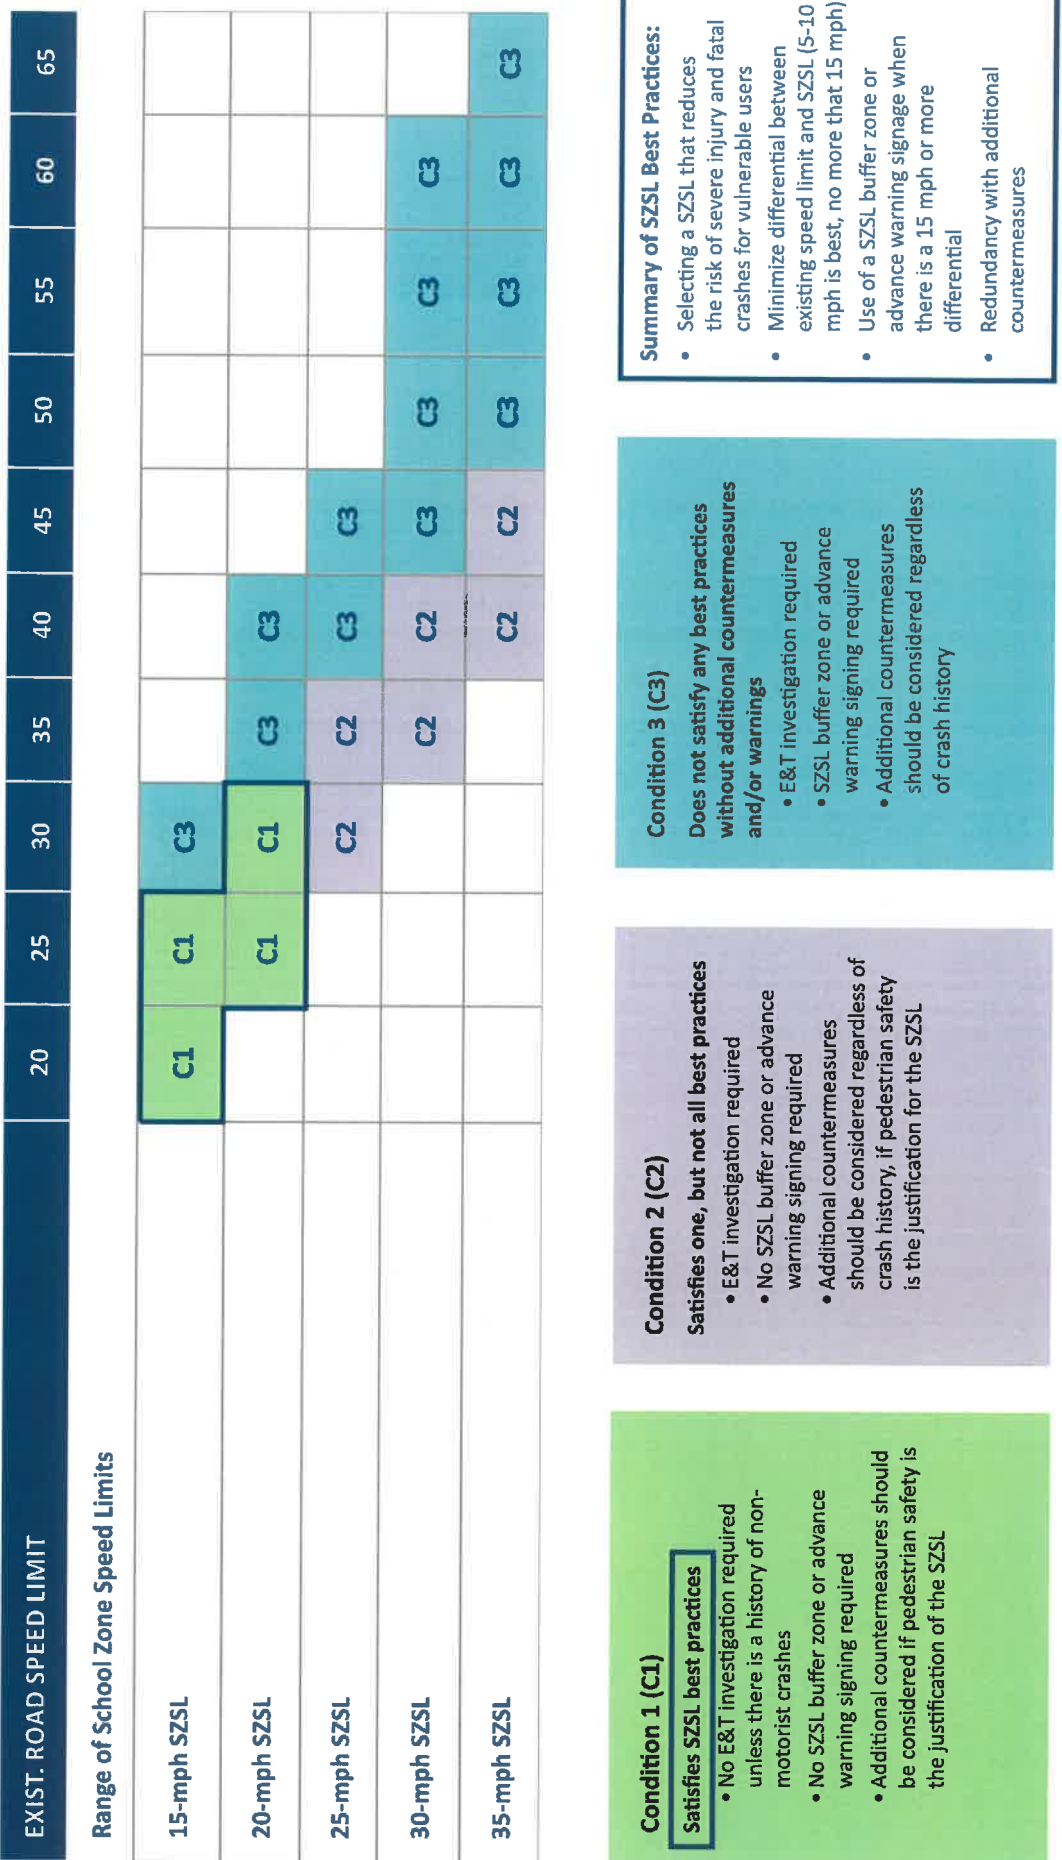 EXIST. ROAD SPEED LIMIT 20 25 30 35 40 45 50 55 60 65
Range of School Zone Speed Limits
15-mph SZSL C1 C1 C3
20-mph SZSL C1 C1 C3 C3
25-mph SZSL C2 C2 C3 C3
30-mph SZSL C2 C2 C3 C3 C3 C3
35-mph SZSL C2 C2 C3 C3 C3 C3
Condition 1 (C1)
Satisfies SZSL best practices
• No E&T investigation required
unless there is a history of non-
motorist crashes
• No SZSL buffer zone or advance
warning signing required
• Additional countermeasures should
be considered if pedestrian safety is
the justification of the SZSL
Condition 2 (C2)
Satisfies one, but not all best practices
• E&T investigation required
• No SZSL buffer zone or advance
warning signing required
• Additional countermeasures
should be considered regardless of
crash history, if pedestrian safety
is the justification for the SZSL
Condition 3 (C3)
Does not satisfy any best practices
without additional countermeasures
and/or warnings
• E&T investigation required
• SZSL buffer zone or advance
warning signing required
• Additional countermeasures
should be considered regardless
of crash history
Summary of SZSL Best Practices:
• Selecting a SZSL that reduces
the risk of severe injury and fatal
crashes for vulnerable users
• Minimize differential between
existing speed limit and SZSL (5-10
mph is best, no more that 15 mph)
• Use of a SZSL buffer zone or
advance warning signage when
there is a 15 mph or more
differential
• Redundancy with additional
countermeasures